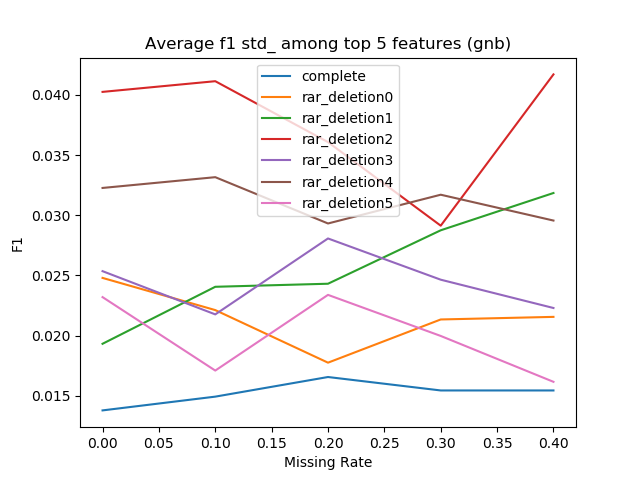 Average f1 std_ among top 5 features (gnb)
complete
rar_deletion0
rar_deletion1
rar_deletion2
rar_deletion3
rar_deletion4
rar_deletion5
0.040
0.035
0.030
0.025
0.020
0.015
F1
0.00 0.05 0.10 0.15 0.20 0.25 0.30 0.35 0.40
Missing Rate